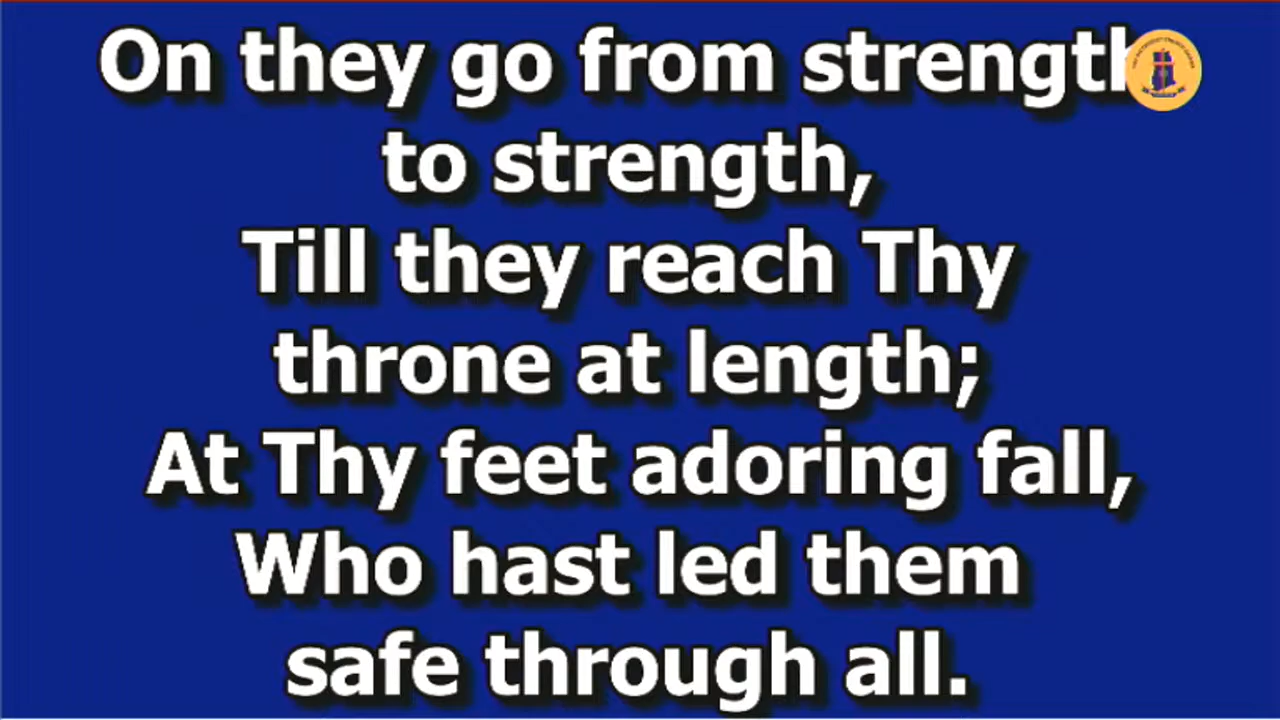 On they go from strength
to strength,
Till they reach Thy
throne at length;
At Thy feet adoring fall,
Who hast led them
safe through all.